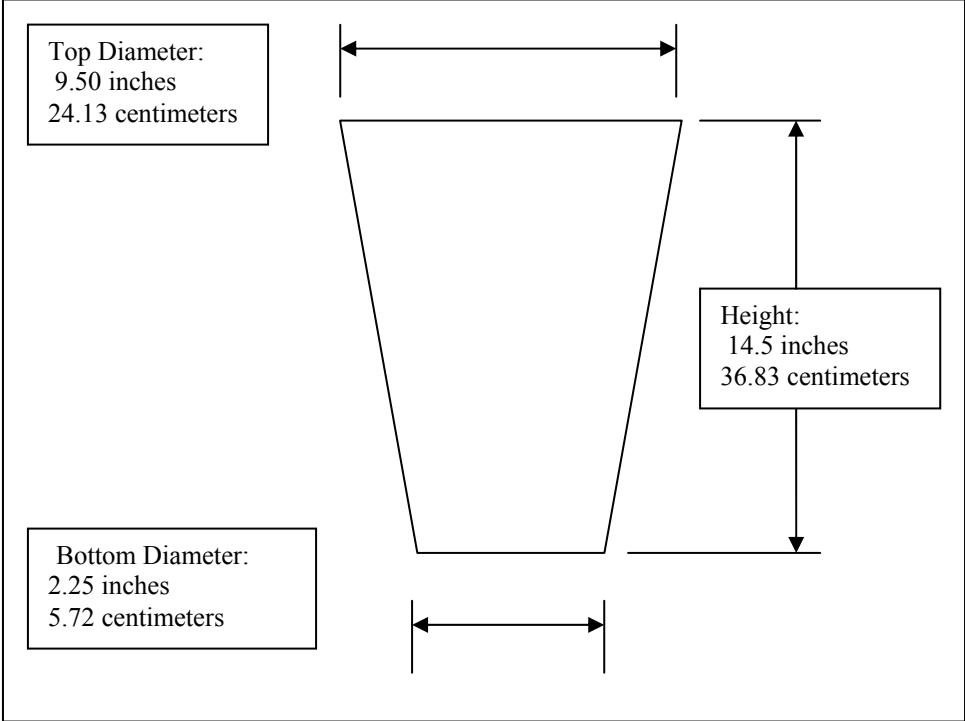 Top Diameter:
9.50 inches
24.13 centimeters
Height:
14.5 inches
36.83 centimeters
Bottom Diameter:
2.25 inches
5.72 centimeters